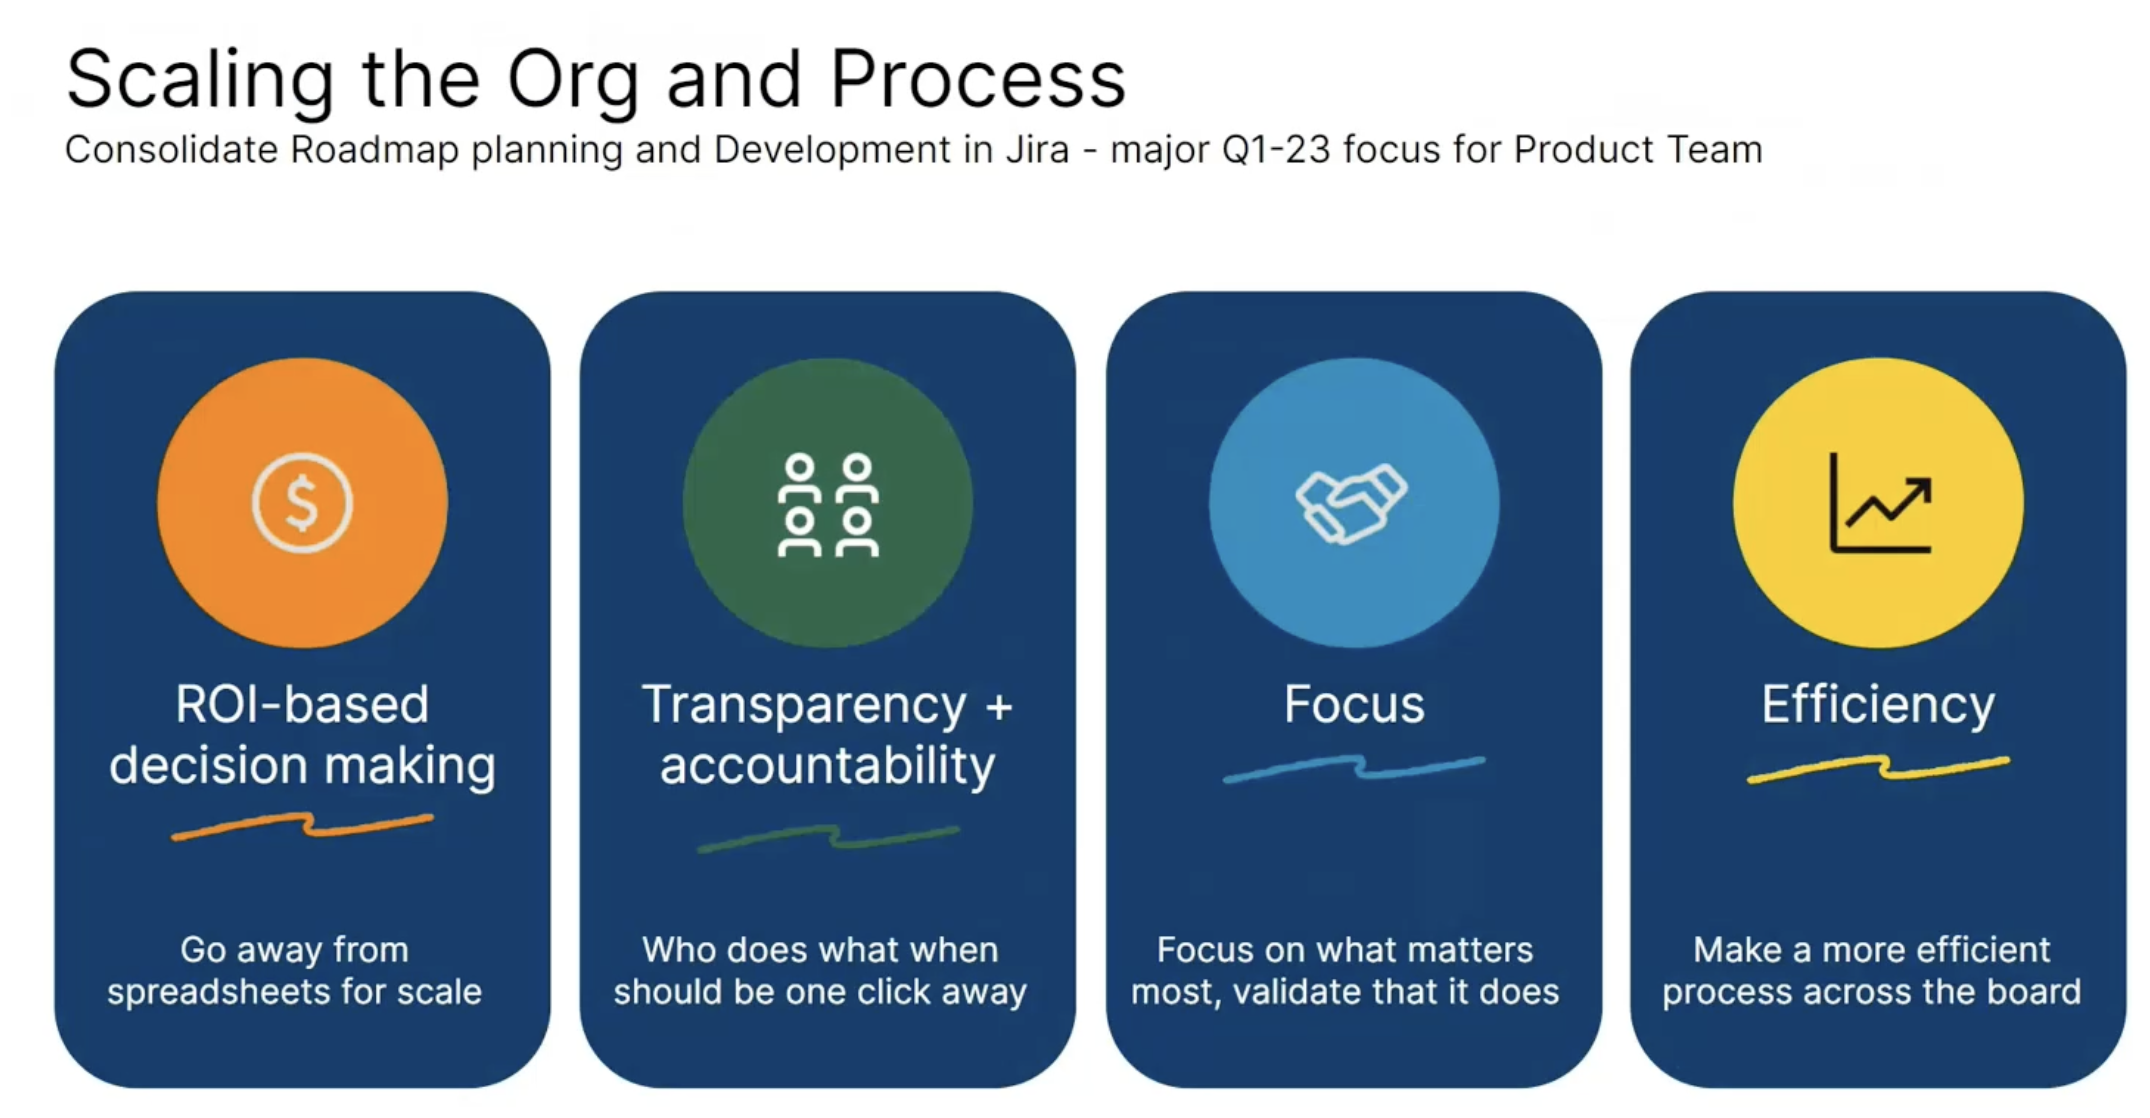 Scaling the Org and Process
Consolidate Roadmap planning and Development in Jira - major Q1-23 focus for Product Team
$
ROI-based
decision making
Go away from
spreadsheets for scale
Transparency +
accountability
Who does what when
should be one click away
Focus
Focus on what matters
most, validate that it does
Efficiency
Make a more efficient
process across the board